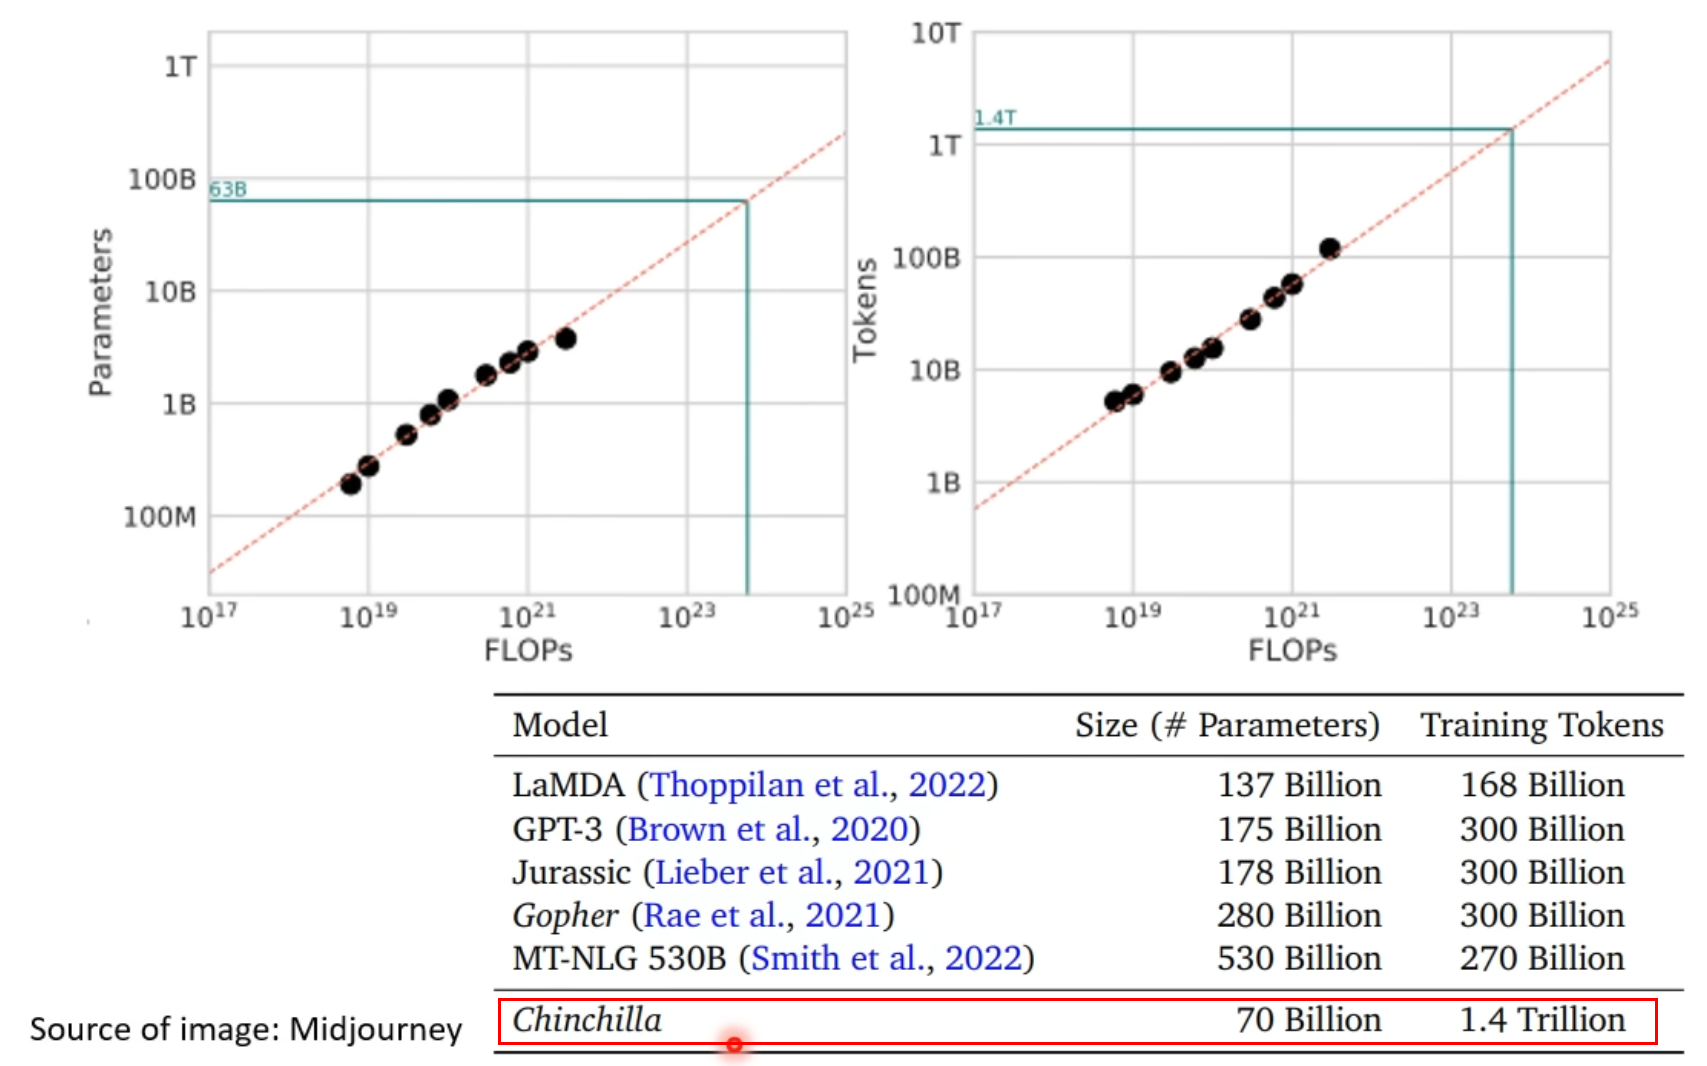 1T
100B
63B
10B
1B
100M
Parameters
10^17 10^19 10^21 10^23 10^25
FLOPs
10T
1.4T
1T
100B
10B
1B
100M
Tokens
10^17 10^19 10^21 10^23 10^25
FLOPs
Model Size (# Parameters) Training Tokens
LaMDA (Thoppilan et al., 2022) 137 Billion 168 Billion
GPT-3 (Brown et al., 2020) 175 Billion 300 Billion
Jurassic (Lieber et al., 2021) 178 Billion 300 Billion
Gopher (Rae et al., 2021) 280 Billion 300 Billion
MT-NLG 530B (Smith et al., 2022) 530 Billion 270 Billion
Chinchilla 70 Billion 1.4 Trillion
Source of image: Midjourney